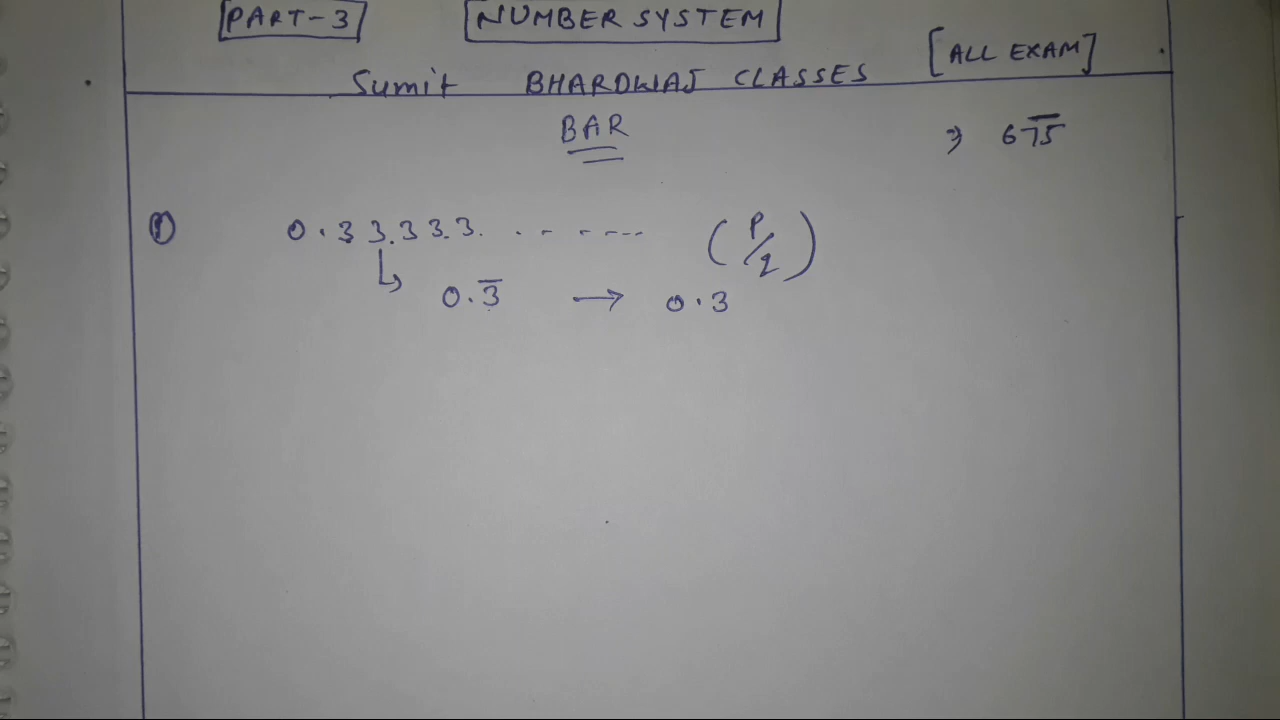 PART-3 NUMBER SYSTEM
[ALL EXAM]
Sumit BHARDWAJ CLASSES
BAR
⇒ 67̅5̅
① 0.33333. . - - - - - - (P/q)
↳ 0.3̅ → 0.3